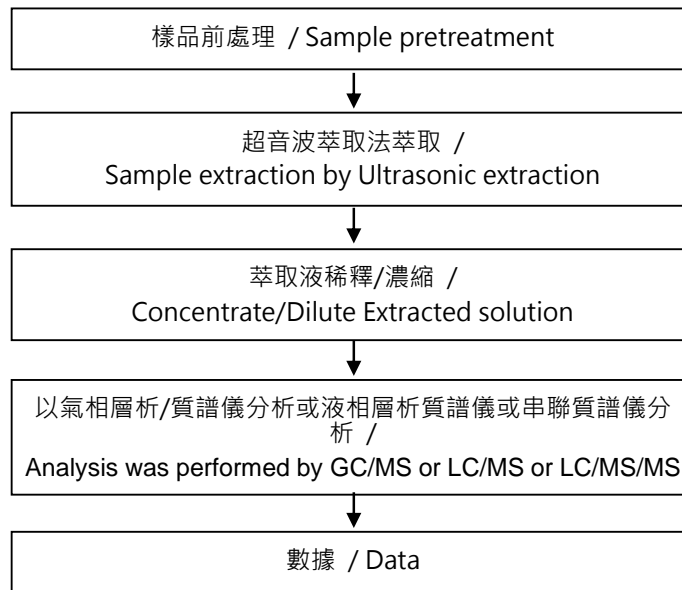 樣品前處理 / Sample pretreatment
超音波萃取法萃取 /
Sample extraction by Ultrasonic extraction
萃取液稀釋/濃縮 /
Concentrate/Dilute Extracted solution
以氣相層析/質譜儀分析或液相層析質譜儀或串聯質譜儀分
析 /
Analysis was performed by GC/MS or LC/MS or LC/MS/MS
數據 / Data